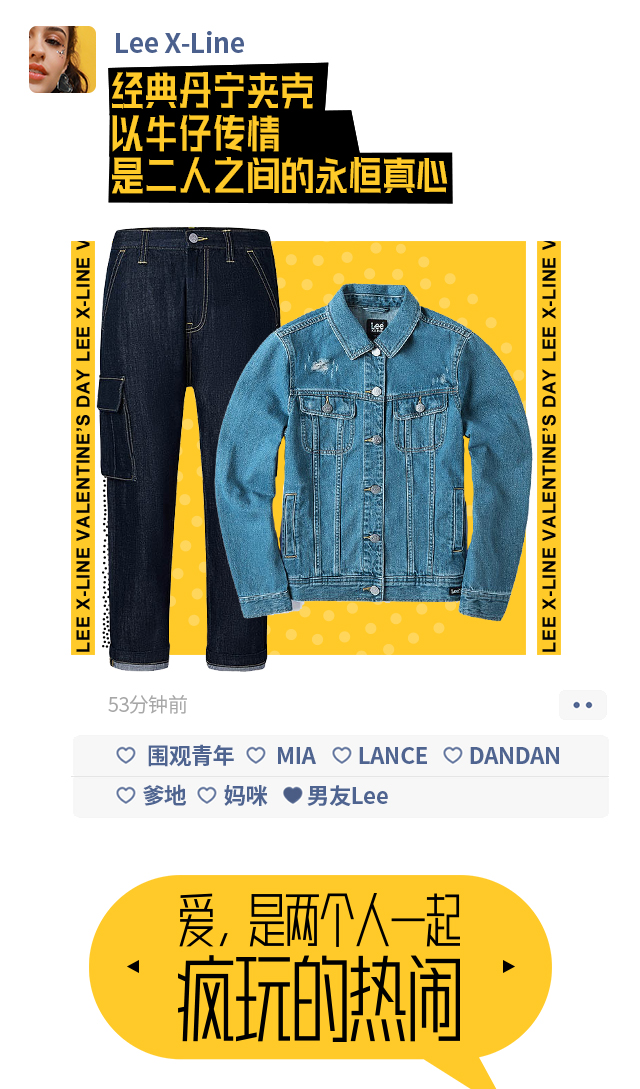 Lee X-Line
经典丹宁夹克
以牛仔传情
是二人之间的永恒真心
LEE X-LINE VALENTINE'S DAY LEE X-LINE V
Lee
Lee
LEE X-LINE VALENTINE'S DAY LEE X-LINE V
53分钟前
围观青年 MIA LANCE DANDAN
爹地 妈咪 男友Lee
爱，是两个人一起
疯玩的热闹